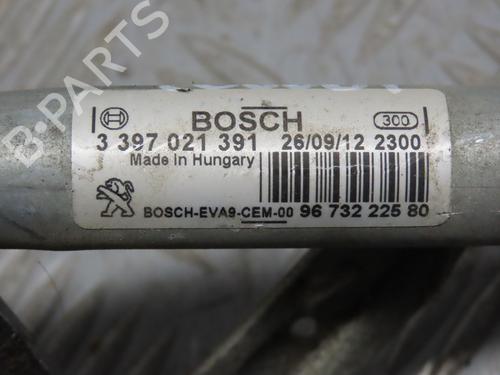 BOSCH
300
3 397 021 391 26/09/12 2300
Made in Hungary
BOSCH-EVA9-CEM-00 96 732 225 80
B-PARTS